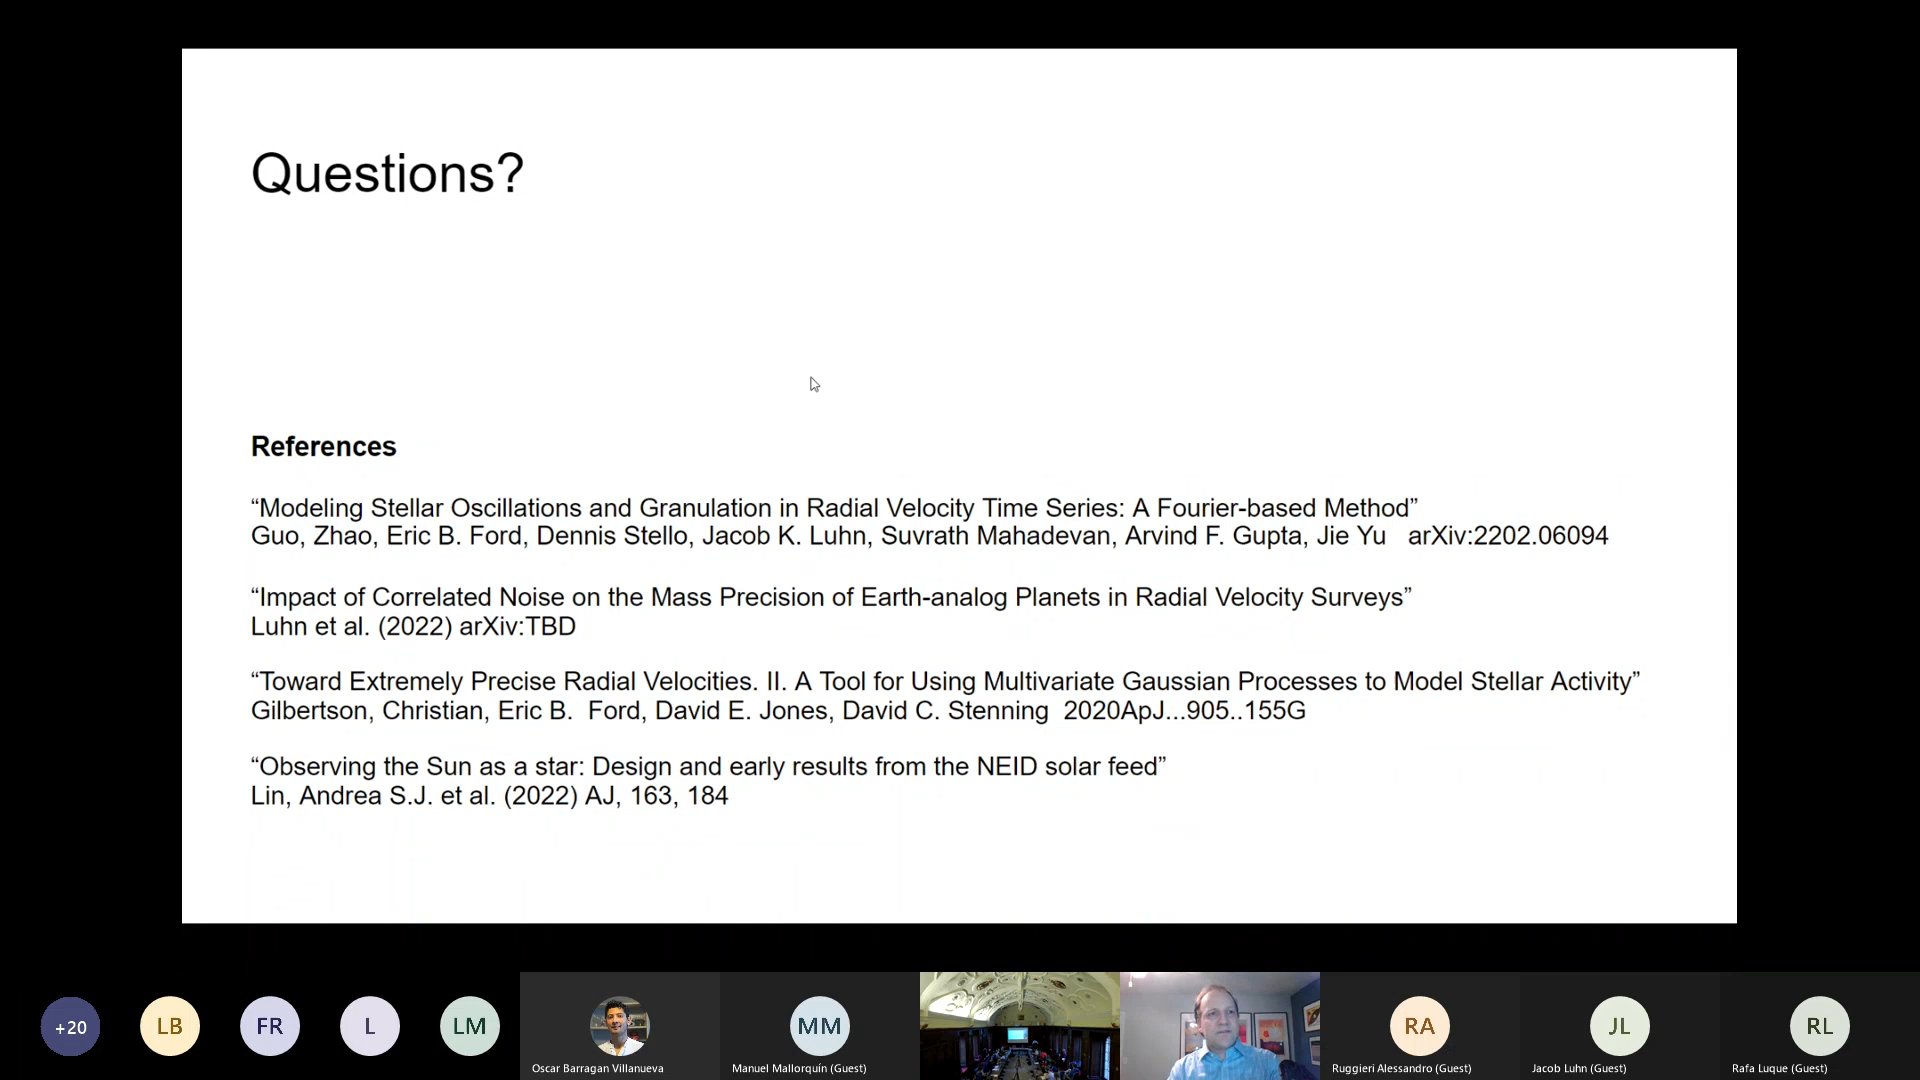 Questions?
References
“Modeling Stellar Oscillations and Granulation in Radial Velocity Time Series: A Fourier-based Method”
Guo, Zhao, Eric B. Ford, Dennis Stello, Jacob K. Luhn, Suvrath Mahadevan, Arvind F. Gupta, Jie Yu arXiv:2202.06094
“Impact of Correlated Noise on the Mass Precision of Earth-analog Planets in Radial Velocity Surveys”
Luhn et al. (2022) arXiv:TBD
“Toward Extremely Precise Radial Velocities. II. A Tool for Using Multivariate Gaussian Processes to Model Stellar Activity”
Gilbertson, Christian, Eric B. Ford, David E. Jones, David C. Stenning 2020ApJ...905..155G
“Observing the Sun as a star: Design and early results from the NEID solar feed”
Lin, Andrea S.J. et al. (2022) AJ, 163, 184
+20 LB FR L LM MM RA JL RL
Oscar Barragan Villanueva Manuel Mallorquín (Guest) Ruggieri Alessandro (Guest) Jacob Luhn (Guest) Rafa Luque (Guest)